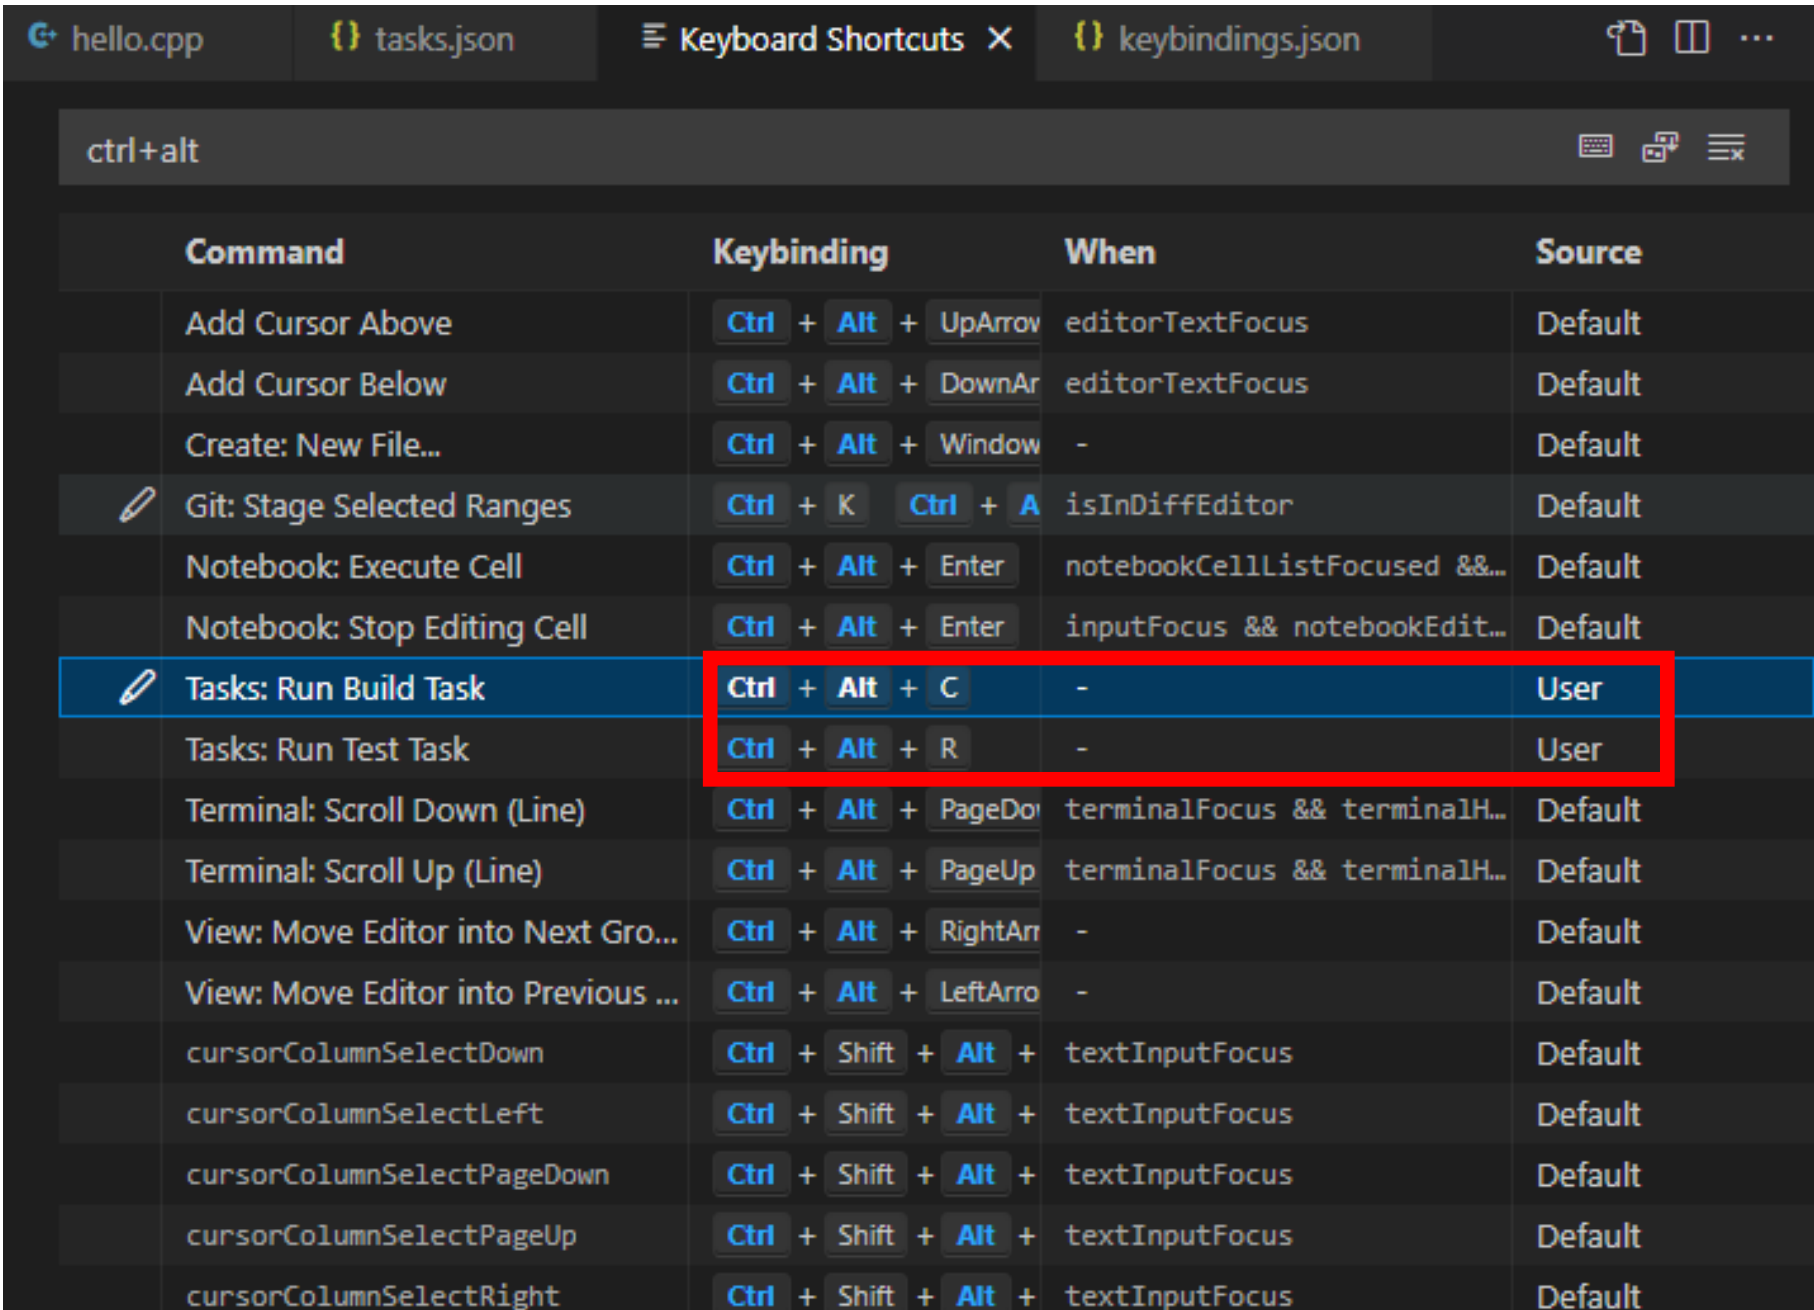 hello.cpp {} tasks.json Keyboard Shortcuts × {} keybindings.json ...
ctrl+alt
Command Keybinding When Source
Add Cursor Above Ctrl + Alt + UpArrow editorTextFocus Default
Add Cursor Below Ctrl + Alt + DownAr editorTextFocus Default
Create: New File... Ctrl + Alt + Window - Default
Git: Stage Selected Ranges Ctrl + K Ctrl + A isInDiffEditor Default
Notebook: Execute Cell Ctrl + Alt + Enter notebookCellListFocused &&... Default
Notebook: Stop Editing Cell Ctrl + Alt + Enter inputFocus && notebookEdit... Default
Tasks: Run Build Task Ctrl + Alt + C - User
Tasks: Run Test Task Ctrl + Alt + R - User
Terminal: Scroll Down (Line) Ctrl + Alt + PageDow terminalFocus && terminalH... Default
Terminal: Scroll Up (Line) Ctrl + Alt + PageUp terminalFocus && terminalH... Default
View: Move Editor into Next Gro... Ctrl + Alt + RightArr - Default
View: Move Editor into Previous ... Ctrl + Alt + LeftArro - Default
cursorColumnSelectDown Ctrl + Shift + Alt + textInputFocus Default
cursorColumnSelectLeft Ctrl + Shift + Alt + textInputFocus Default
cursorColumnSelectPageDown Ctrl + Shift + Alt + textInputFocus Default
cursorColumnSelectPageUp Ctrl + Shift + Alt + textInputFocus Default
cursorColumnSelectRight Ctrl + Shift + Alt + textInputFocus Default